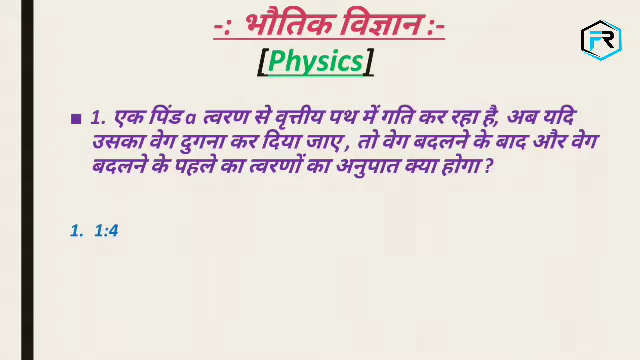 -: भौतिक विज्ञान :-
[Physics]
FR
1. एक पिंड a त्वरण से वृत्तीय पथ में गति कर रहा है, अब यदि
उसका वेग दुगना कर दिया जाए , तो वेग बदलने के बाद और वेग
बदलने के पहले का त्वरणों का अनुपात क्या होगा ?
1. 1:4